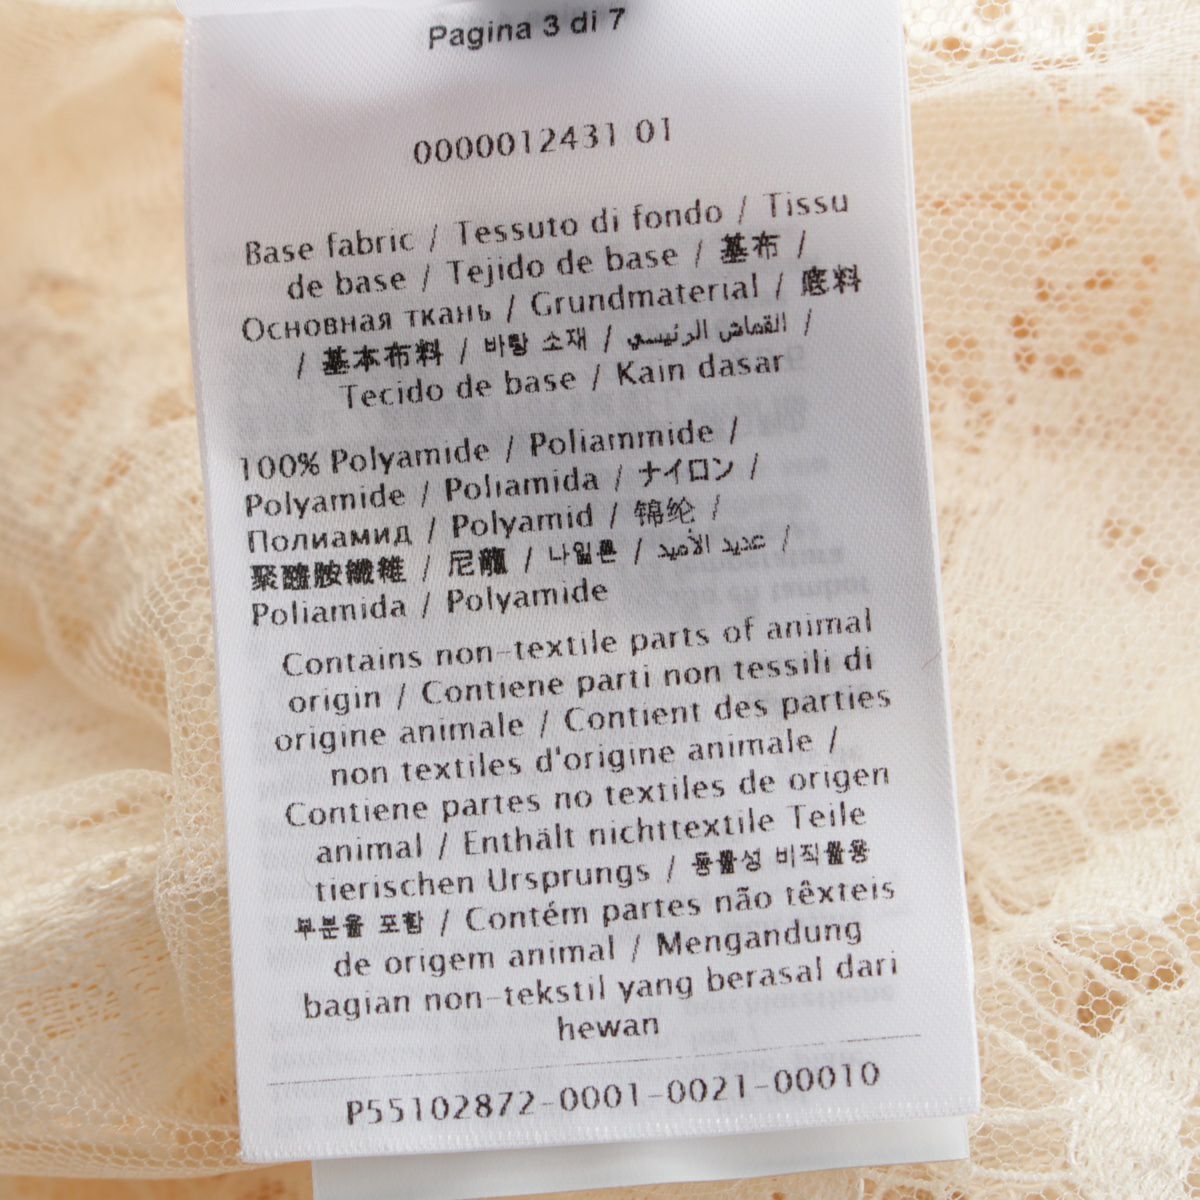 Pagina 3 di 7
0000012431 01
Base fabric / Tessuto di fondo / Tissu
de base / Tejido de base / 基布 /
Основная ткань / Grundmaterial / 底料
/ 基本布料 / 바탕 소재 / القماش الرئيسي /
Tecido de base / Kain dasar
100% Polyamide / Poliammide /
Polyamide / Poliamida / ナイロン /
Полиамид / Polyamid / 锦纶 /
聚醯胺纖維 / 尼龍 / 나일론 / عديد الأميد /
Poliamida / Polyamide
Contains non-textile parts of animal
origin / Contiene parti non tessili di
origine animale / Contient des parties
non textiles d'origine animale /
Contiene partes no textiles de origen
animal / Enthält nichttextile Teile
tierischen Ursprungs / 동물성 비직물용
부분을 포함 / Contém partes não têxteis
de origem animal / Mengandung
bagian non-tekstil yang berasal dari
hewan
P55102872-0001-0021-00010